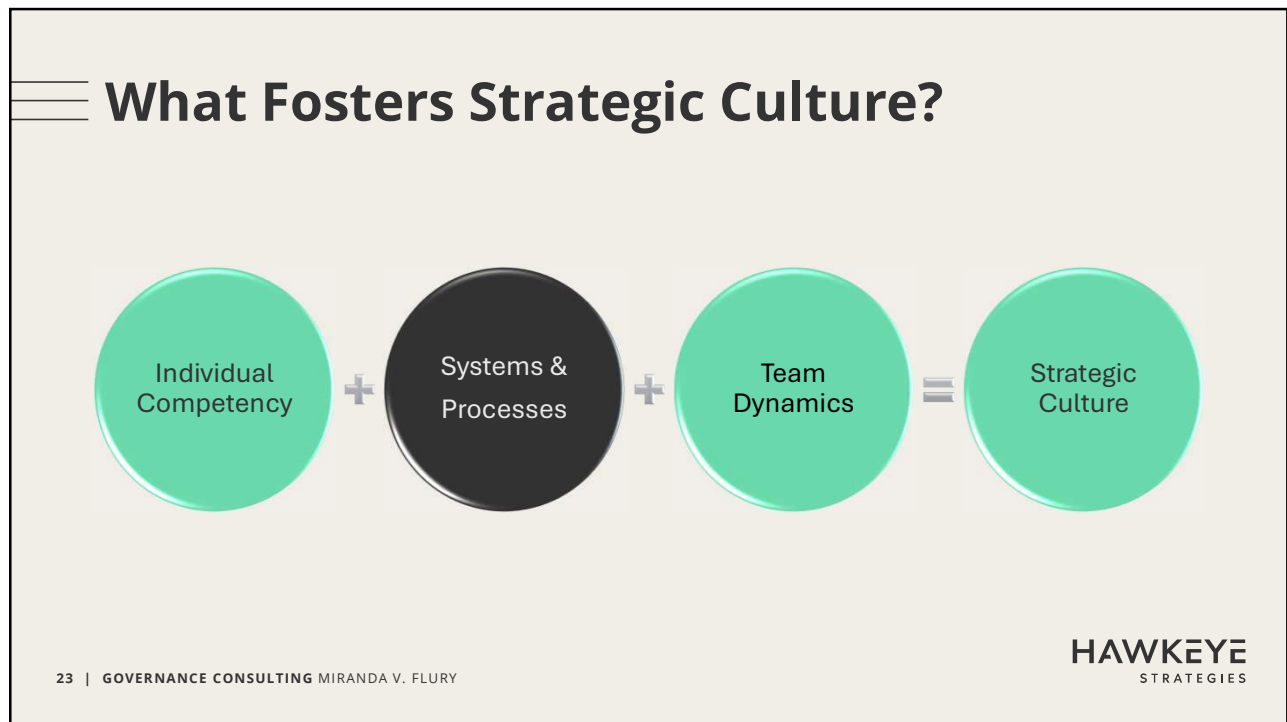 What Fosters Strategic Culture?
Individual
Competency
+
Systems &
Processes
+
Team
Dynamics
=
Strategic
Culture
23 | GOVERNANCE CONSULTING MIRANDA V. FLURY
HAWKEYE
STRATEGIES